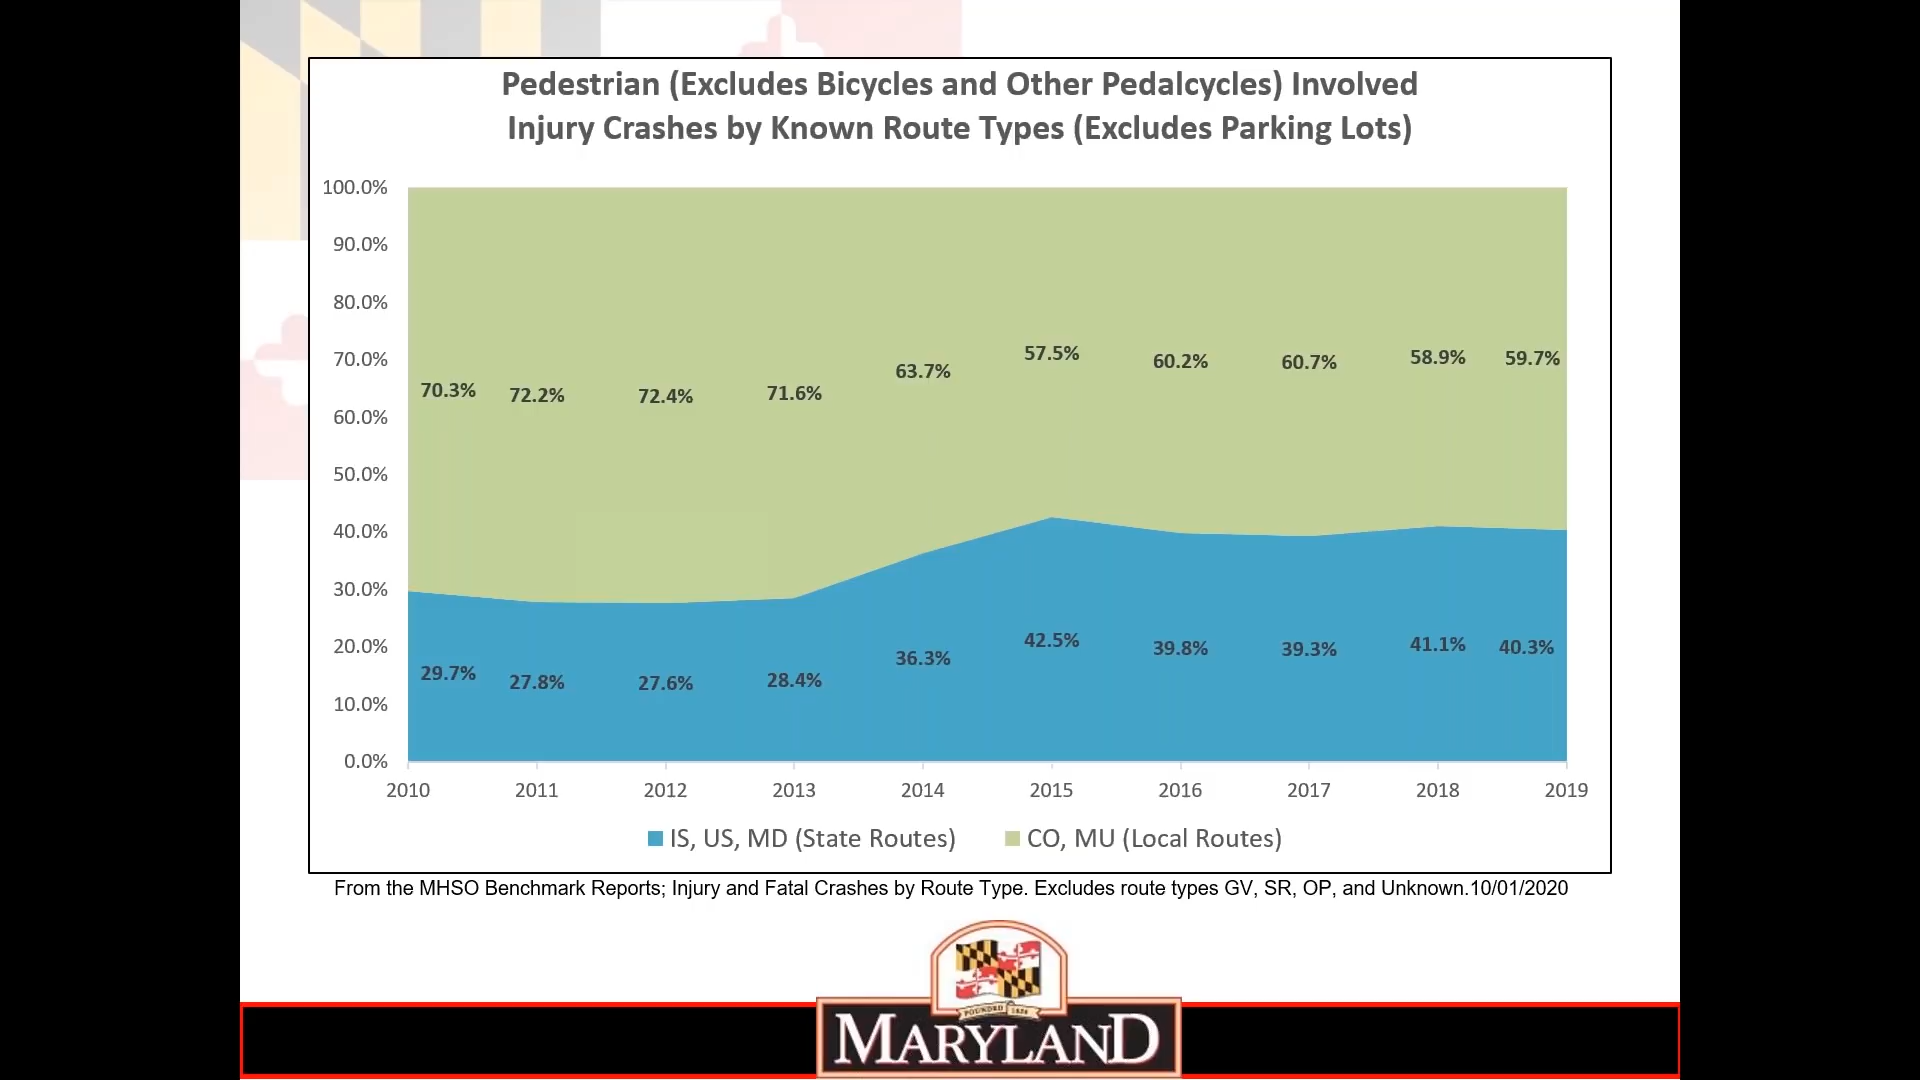 Pedestrian (Excludes Bicycles and Other Pedalcycles) Involved
Injury Crashes by Known Route Types (Excludes Parking Lots)
100.0%
90.0%
80.0%
70.0%
60.0%
50.0%
40.0%
30.0%
20.0%
10.0%
0.0%
70.3% 72.2% 72.4% 71.6% 63.7% 57.5% 60.2% 60.7% 58.9% 59.7%
29.7% 27.8% 27.6% 28.4% 36.3% 42.5% 39.8% 39.3% 41.1% 40.3%
2010 2011 2012 2013 2014 2015 2016 2017 2018 2019
IS, US, MD (State Routes) CO, MU (Local Routes)
From the MHSO Benchmark Reports; Injury and Fatal Crashes by Route Type. Excludes route types GV, SR, OP, and Unknown.10/01/2020
FOUNDED 1634
MARYLAND